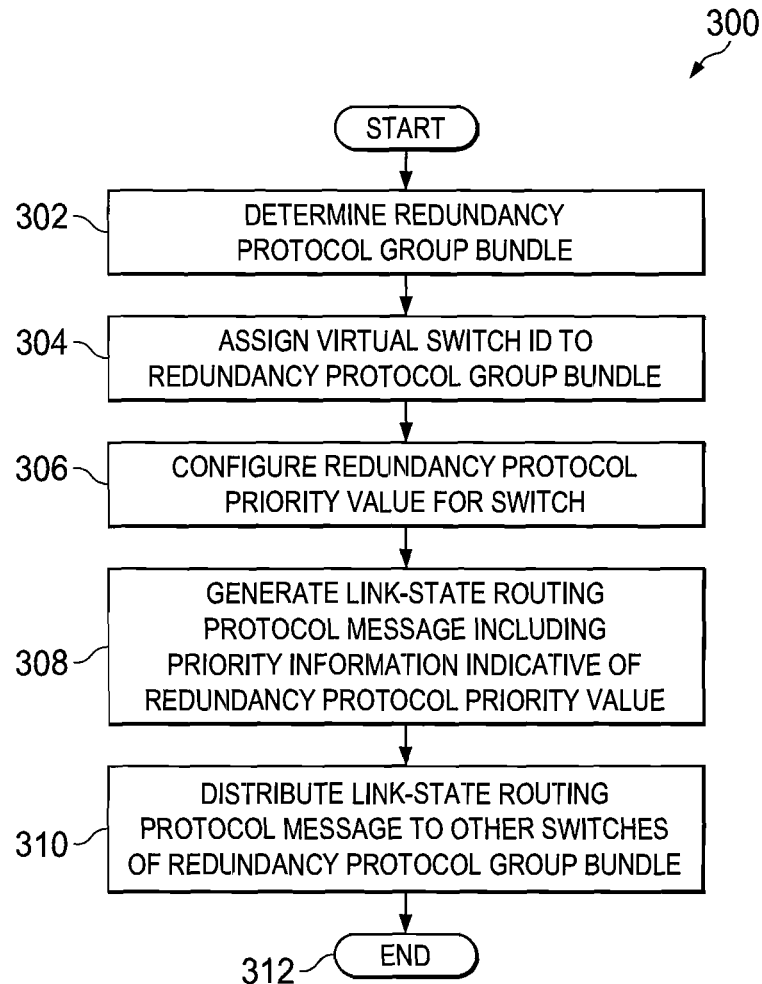 300
START
302
DETERMINE REDUNDANCY
PROTOCOL GROUP BUNDLE
304
ASSIGN VIRTUAL SWITCH ID TO
REDUNDANCY PROTOCOL GROUP BUNDLE
306
CONFIGURE REDUNDANCY PROTOCOL
PRIORITY VALUE FOR SWITCH
308
GENERATE LINK-STATE ROUTING
PROTOCOL MESSAGE INCLUDING
PRIORITY INFORMATION INDICATIVE OF
REDUNDANCY PROTOCOL PRIORITY VALUE
310
DISTRIBUTE LINK-STATE ROUTING
PROTOCOL MESSAGE TO OTHER SWITCHES
OF REDUNDANCY PROTOCOL GROUP BUNDLE
312
END